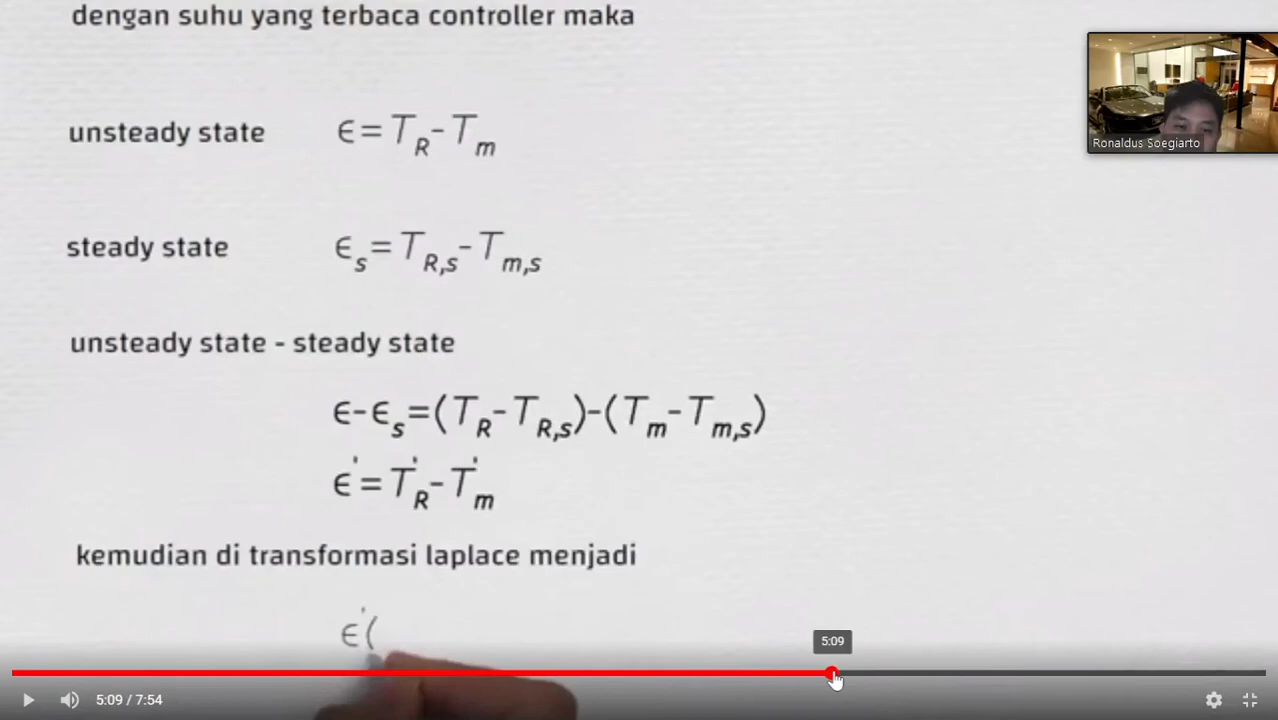 dengan suhu yang terbaca controller maka
Ronaldus Soegiarto
unsteady state ϵ=T_R-T_m
steady state ϵ_s=T_R,s-T_m,s
unsteady state - steady state
ϵ-ϵ_s=(T_R-T_R,s)-(T_m-T_m,s)
ϵ'=T'_R-T'_m
kemudian di transformasi laplace menjadi
ϵ'(
5:09
5:09 / 7:54